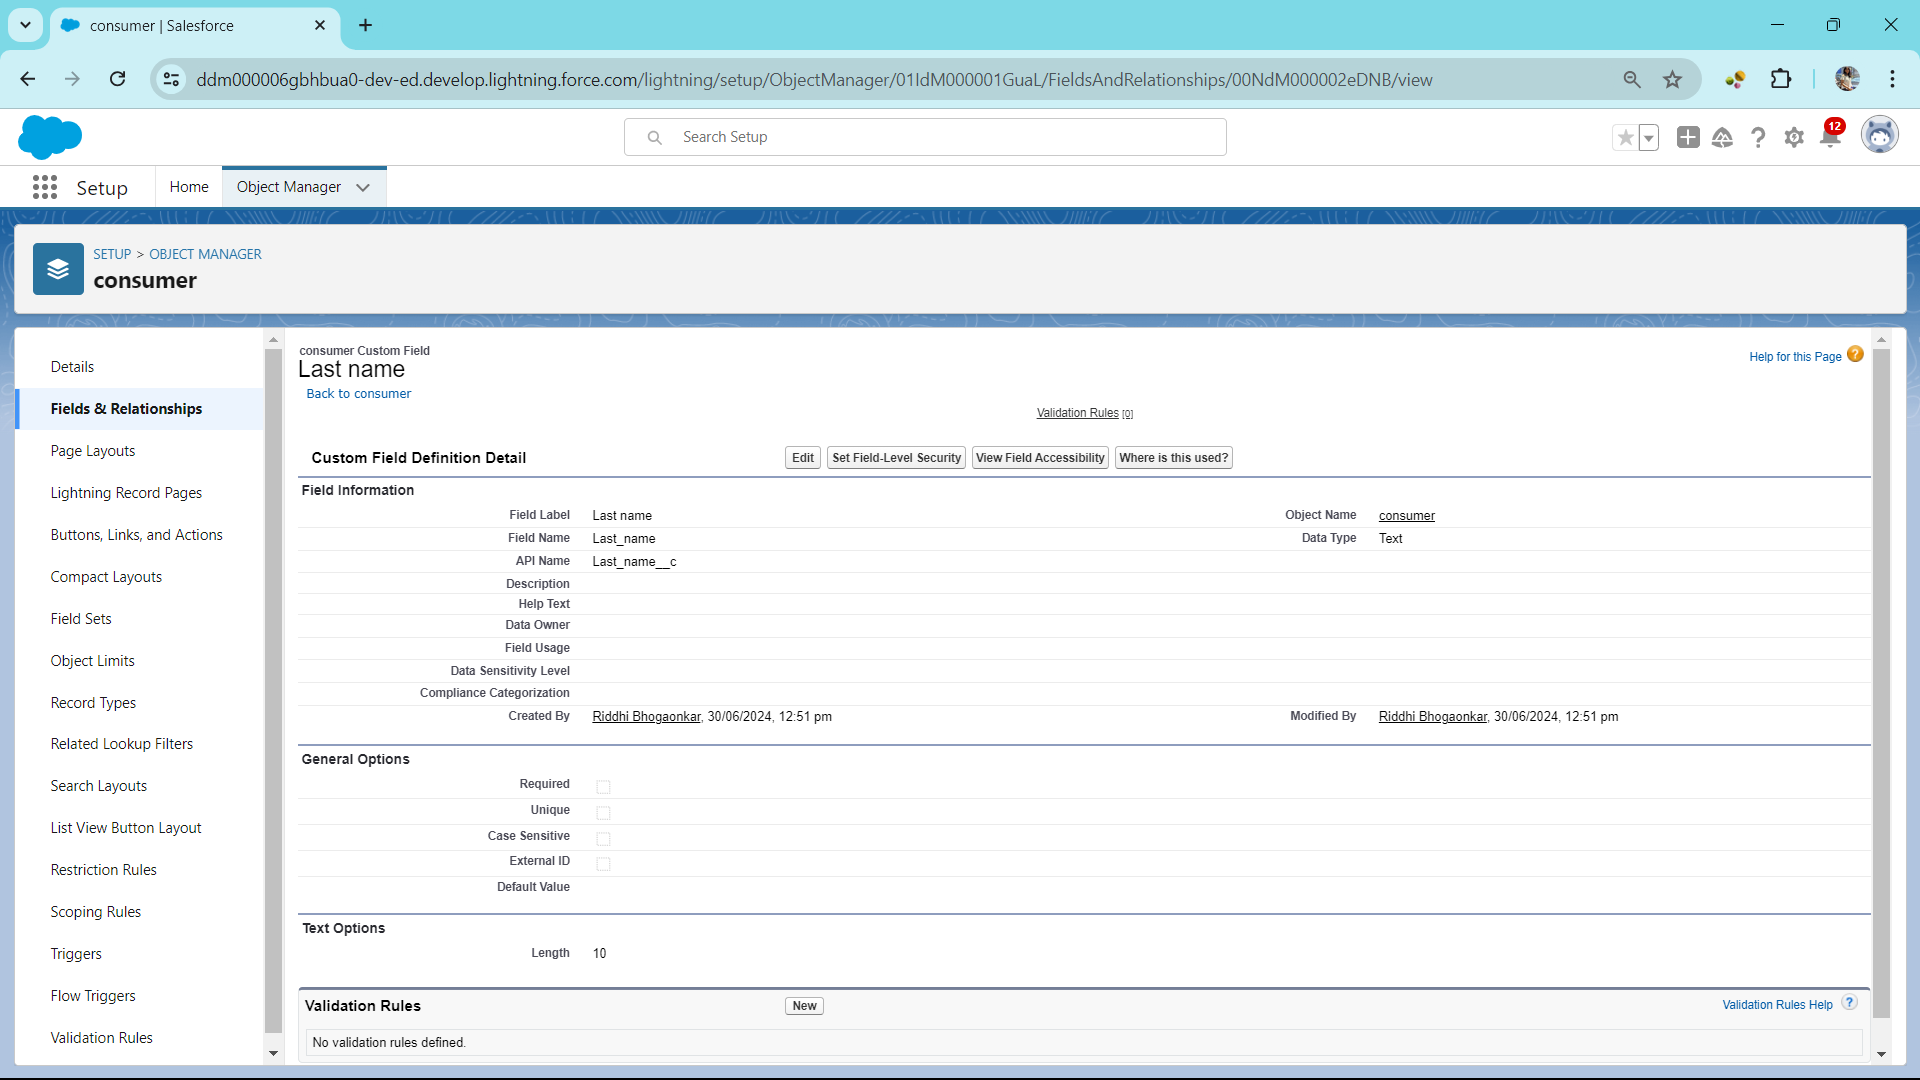 consumer | Salesforce
ddm000006gbhbua0-dev-ed.develop.lightning.force.com/lightning/setup/ObjectManager/01IdM000001GuaL/FieldsAndRelationships/00NdM000002eDNB/view
Search Setup
12
Setup
Home
Object Manager
SETUP > OBJECT MANAGER
consumer
Details
Fields & Relationships
Page Layouts
Lightning Record Pages
Buttons, Links, and Actions
Compact Layouts
Field Sets
Object Limits
Record Types
Related Lookup Filters
Search Layouts
List View Button Layout
Restriction Rules
Scoping Rules
Triggers
Flow Triggers
Validation Rules
consumer Custom Field
Last name
Back to consumer
Help for this Page ?
Validation Rules [0]
Custom Field Definition Detail
Edit
Set Field-Level Security
View Field Accessibility
Where is this used?
Field Information
Field Label Last name
Object Name consumer
Field Name Last_name
Data Type Text
API Name Last_name__c
Description
Help Text
Data Owner
Field Usage
Data Sensitivity Level
Compliance Categorization
Created By Riddhi Bhogaonkar, 30/06/2024, 12:51 pm
Modified By Riddhi Bhogaonkar, 30/06/2024, 12:51 pm
General Options
Required
Unique
Case Sensitive
External ID
Default Value
Text Options
Length 10
Validation Rules
New
Validation Rules Help ?
No validation rules defined.